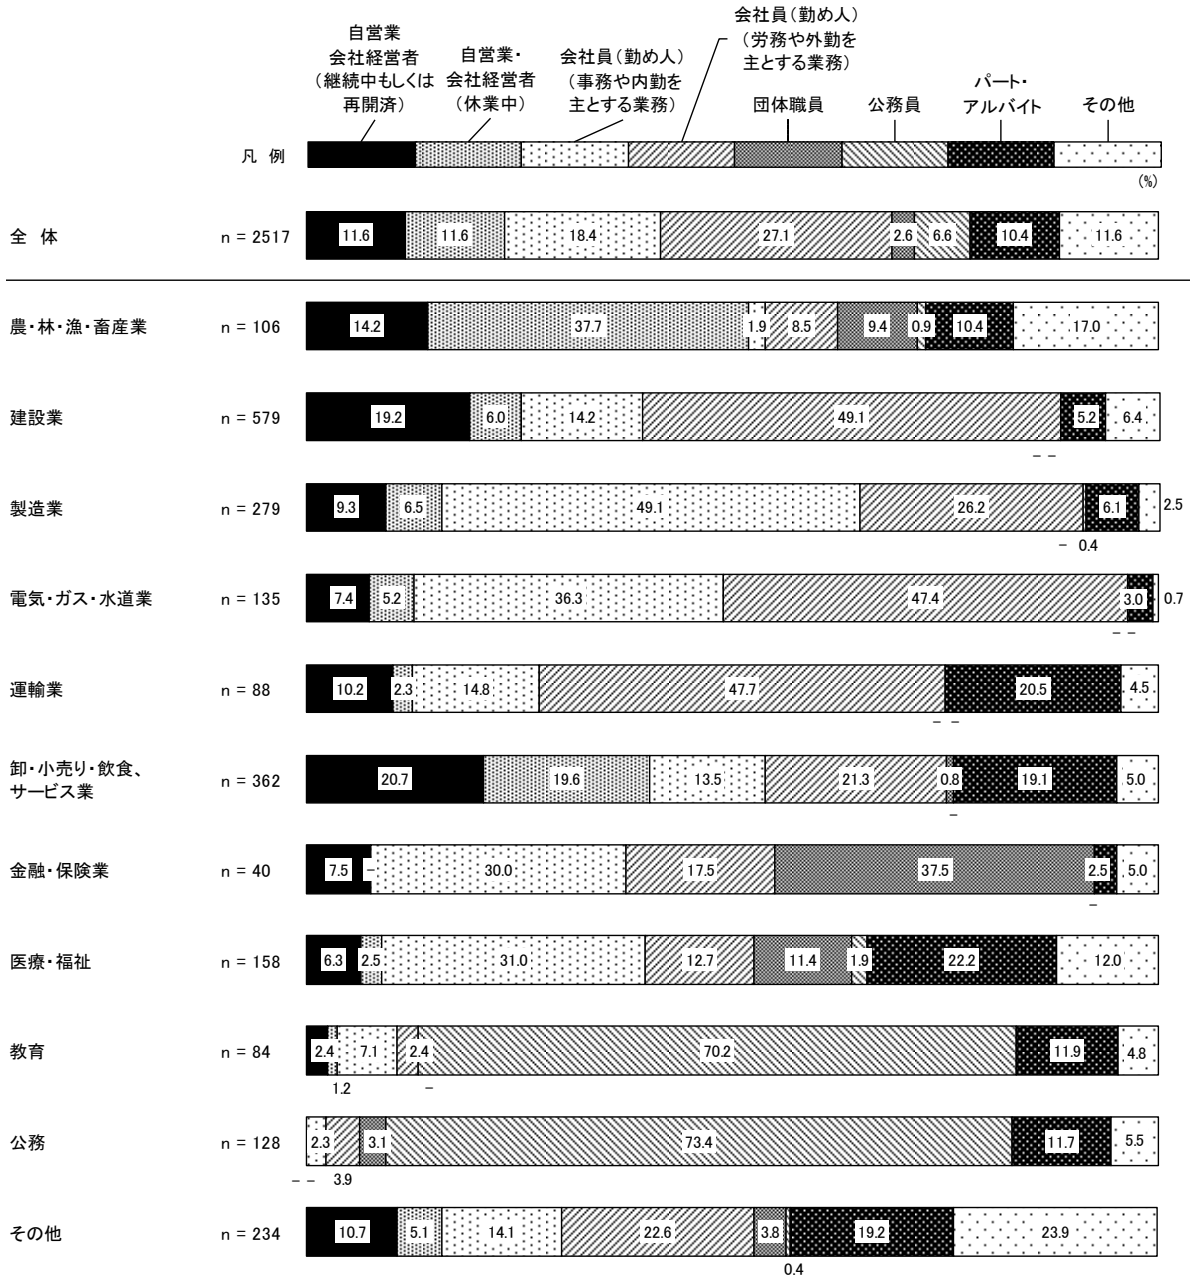 自営業
会社経営者
（継続中もしくは
再開済）
自営業・
会社経営者
（休業中）
会社員（勤め人）
（事務や内勤を
主とする業務）
会社員（勤め人）
（労務や外勤を
主とする業務）
団体職員
公務員
パート・
アルバイト
その他
凡 例
(%)
全 体 n = 2517 11.6 11.6 18.4 27.1 2.6 6.6 10.4 11.6
農・林・漁・畜産業 n = 106 14.2 37.7 1.9 8.5 9.4 0.9 10.4 17.0
建設業 n = 579 19.2 6.0 14.2 49.1 5.2 6.4
– –
製造業 n = 279 9.3 6.5 49.1 26.2 6.1 2.5
– 0.4
電気・ガス・水道業 n = 135 7.4 5.2 36.3 47.4 3.0 0.7
– –
運輸業 n = 88 10.2 2.3 14.8 47.7 20.5 4.5
– –
卸・小売り・飲食、
サービス業 n = 362 20.7 19.6 13.5 21.3 0.8 19.1 5.0
–
金融・保険業 n = 40 7.5 – 30.0 17.5 37.5 2.5 5.0
–
医療・福祉 n = 158 6.3 2.5 31.0 12.7 11.4 1.9 22.2 12.0
教育 n = 84 2.4 7.1 2.4 70.2 11.9 4.8
1.2 –
公務 n = 128 2.3 3.1 73.4 11.7 5.5
– – 3.9
その他 n = 234 10.7 5.1 14.1 22.6 3.8 19.2 23.9
0.4